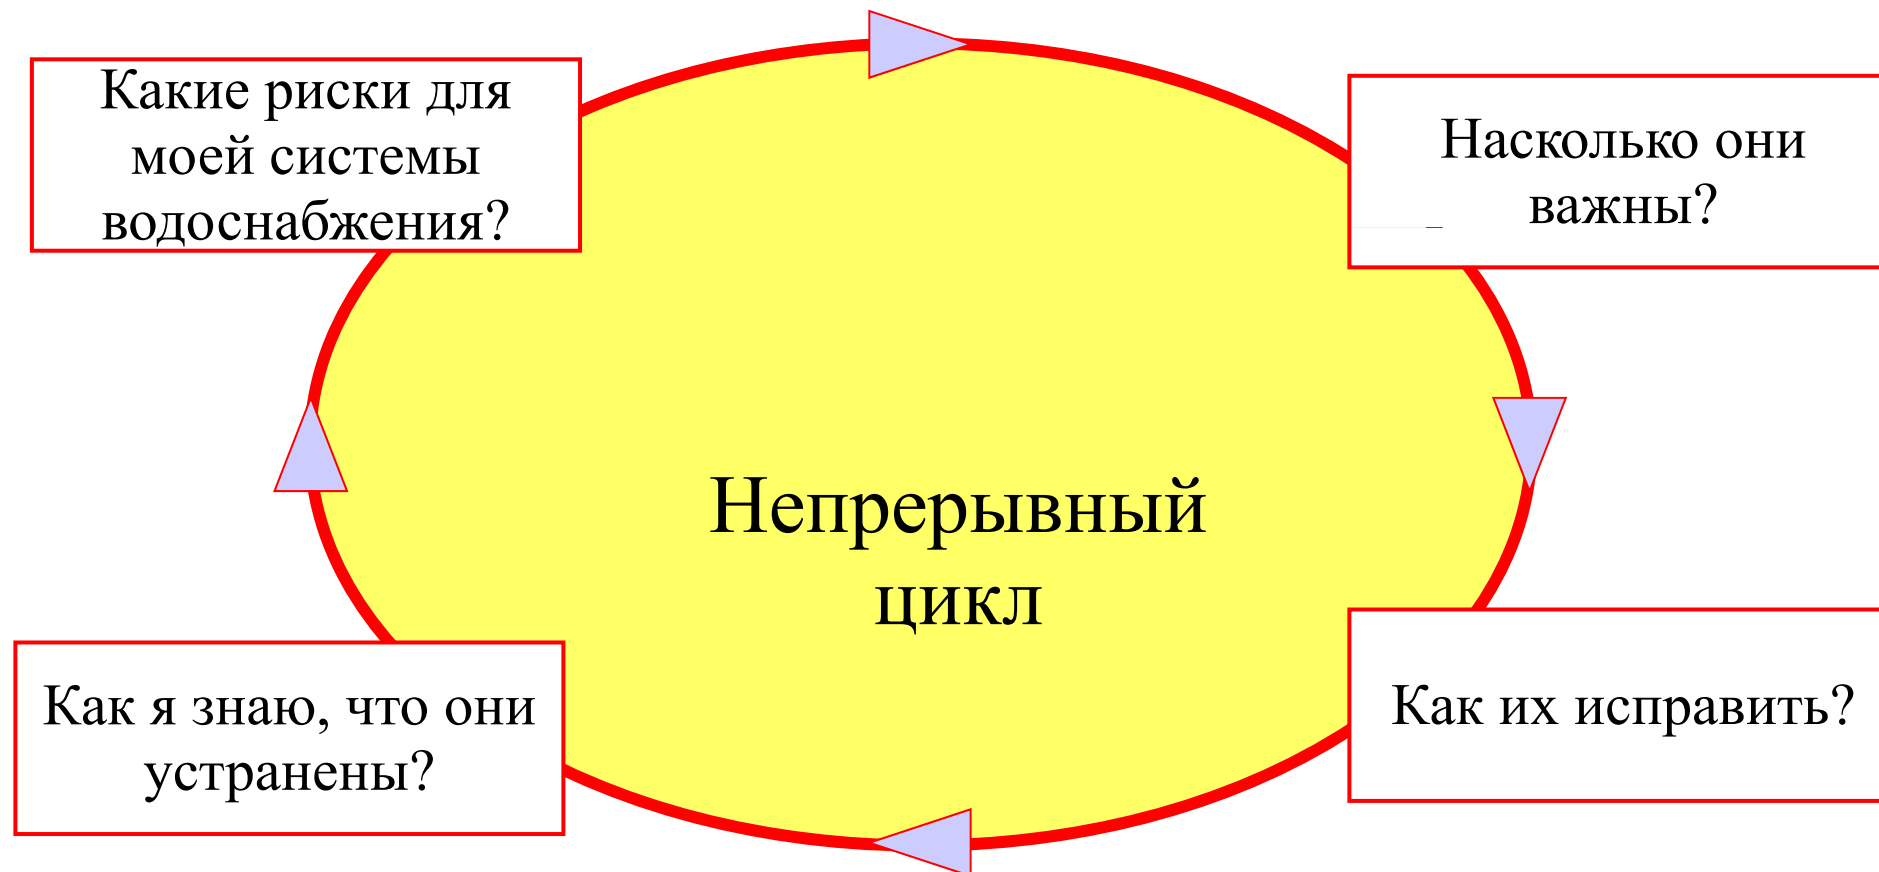 Какие риски для
моей системы
водоснабжения?
Насколько они
важны?
Непрерывный
цикл
Как я знаю, что они
устранены?
Как их исправить?